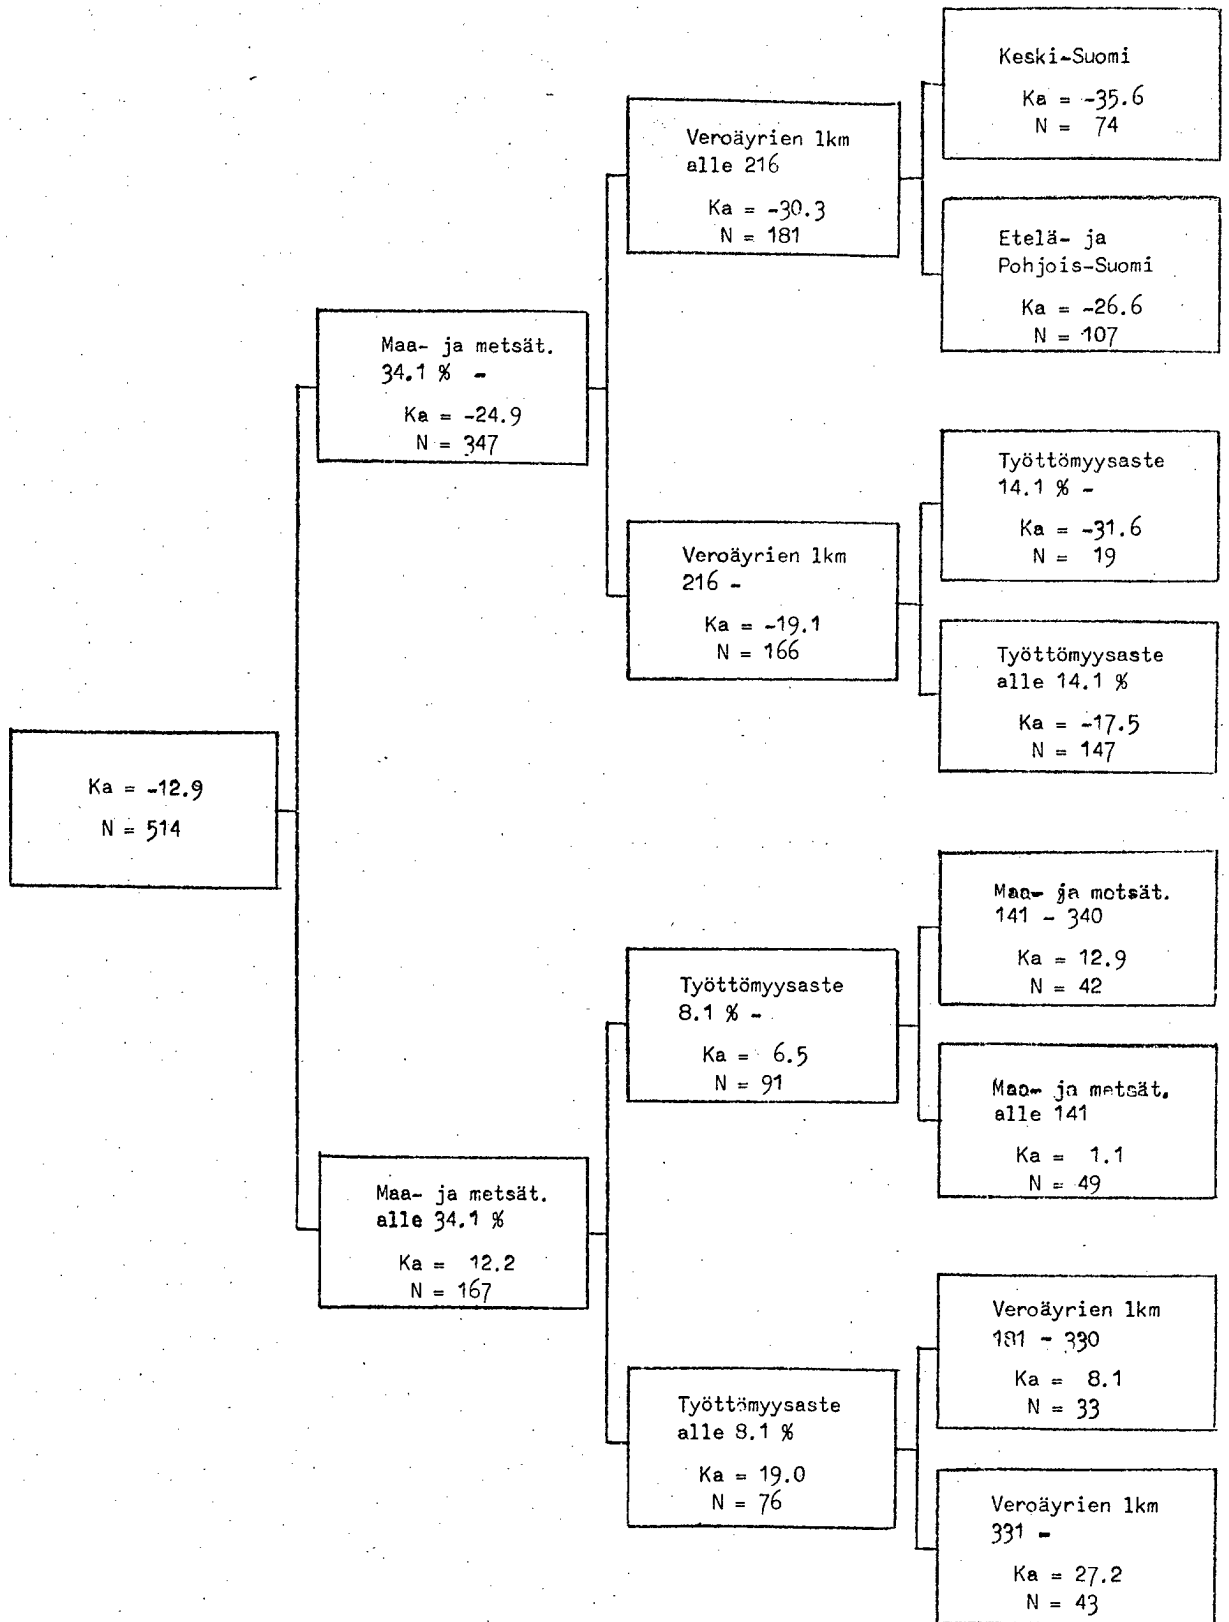 Ka = -12.9
N = 514
Maa- ja metsät.
34.1 % -
Ka = -24.9
N = 347
Maa- ja metsät.
alle 34.1 %
Ka = 12.2
N = 167
Veroäyrien lkm
alle 216
Ka = -30.3
N = 181
Veroäyrien lkm
216 -
Ka = -19.1
N = 166
Työttömyysaste
8.1 % -
Ka = 6.5
N = 91
Työttömyysaste
alle 8.1 %
Ka = 19.0
N = 76
Keski-Suomi
Ka = -35.6
N = 74
Etelä- ja
Pohjois-Suomi
Ka = -26.6
N = 107
Työttömyysaste
14.1 % -
Ka = -31.6
N = 19
Työttömyysaste
alle 14.1 %
Ka = -17.5
N = 147
Maa- ja metsät.
141 - 340
Ka = 12.9
N = 42
Maa- ja metsät.
alle 141
Ka = 1.1
N = 49
Veroäyrien lkm
181 - 330
Ka = 8.1
N = 33
Veroäyrien lkm
331 -
Ka = 27.2
N = 43